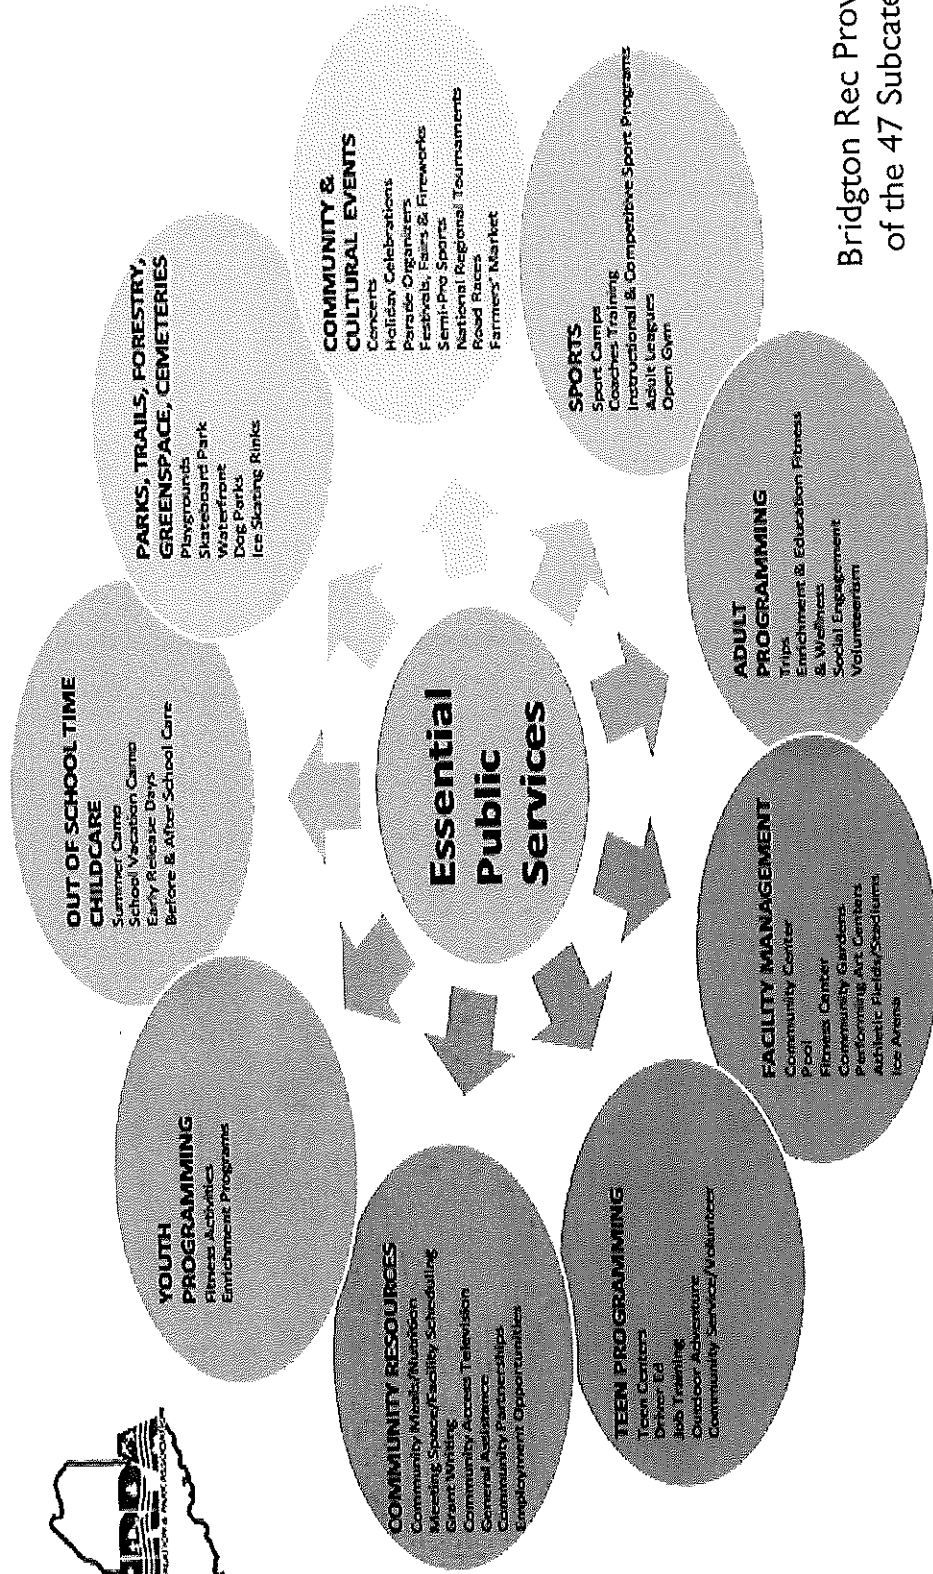 Essential
Public
Services
OUT OF SCHOOL TIME
CHILDCARE
Summer Camp
School Vacation Camp
Early Release Days
Before & After School Care
PARKS, TRAILS, FORESTRY,
GREENSPACE, CEMETERIES
Playgrounds
Skateboard Park
Waterfront
Dog Parks
Ice Skating Rinks
COMMUNITY &
CULTURAL EVENTS
Concerts
Holiday Celebrations
Parade Organizers
Festivals, Fairs & Fireworks
Semi-Pro Sports
National Regional Tournaments
Road Races
Farmers' Market
SPORTS
Sport Camps
Coaches Training
Instructional & Competitive Sport Programs
Adult Leagues
Open Gym
ADULT
PROGRAMMING
Trips
Enrichment & Education Fitness
& Wellness
Social Engagement
Volunteerism
FACILITY MANAGEMENT
Community Center
Pool
Fitness Center
Community Gardens
Performing Art Centers
Athletic Fields/Stadiums
Ice Arena
TEEN PROGRAMMING
Teen Centers
Driver Ed
Job Training
Outdoor Adventure
Community Service/Volunteer
COMMUNITY RESOURCES
Community Meals/Nutrition
Meeting Space/Facility Scheduling
Grant Writing
Community Access Television
General Assistance
Community Partnerships
Employment Opportunities
YOUTH
PROGRAMMING
Fitness Activities
Enrichment Programs
& PARK ASSOCIATION
Bridgton Rec Prov
of the 47 Subcate